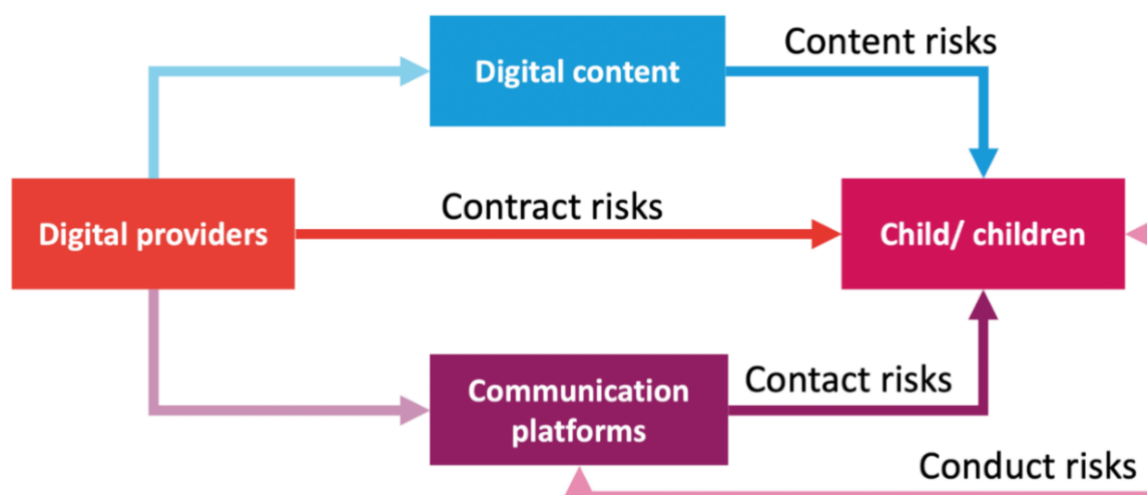 Content risks
Digital content
Contract risks
Digital providers
Child/ children
Contact risks
Communication
platforms
Conduct risks